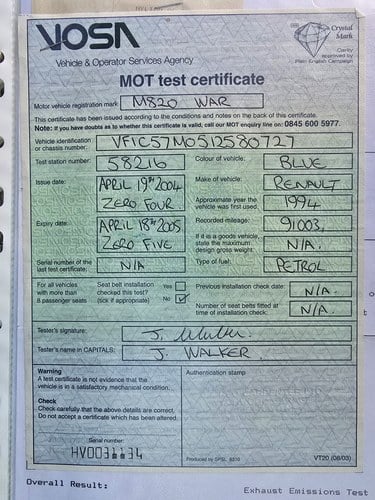 VOSA
Vehicle & Operator Services Agency
Crystal Mark
Clarity approved by Plain English Campaign
MOT test certificate
Motor vehicle registration mark M820 WAR
This certificate has been issued according to the conditions and notes on the back of this certificate.
Note: If you have doubts as to whether this certificate is valid, call our MOT enquiry line on: 0845 600 5977.
Vehicle identification or chassis number: VF1C57M0512580727
Test station number: 58216 Colour of vehicle: BLUE
Issue date: APRIL 19th 2004 ZERO FOUR
Make of vehicle: RENAULT
Approximate year the vehicle was first used: 1994
Expiry date: APRIL 18th 2005 ZERO FIVE
Recorded mileage: 91003
If it is a goods vehicle, state the maximum design gross weight: N/A.
Serial number of the last test certificate: N/A Type of fuel: PETROL
For all vehicles with more than 8 passenger seats
Seat belt installation checked this test? (tick if appropriate) Yes No ✓
Previous installation check date: N/A.
Number of seat belts fitted at time of installation check: N/A.
Tester's signature: J. Walker.
Tester's name in CAPITALS: J. WALKER.
Warning
A test certificate is not evidence that the
vehicle is in a satisfactory mechanical condition.
Authentication stamp
Check
Check carefully that the above details are correct.
Do not accept a certificate which has been altered.
Serial number:
HV0031134
Produced by SPSL 8316 VT20 (08/03)
Overall Result: Exhaust Emissions Test